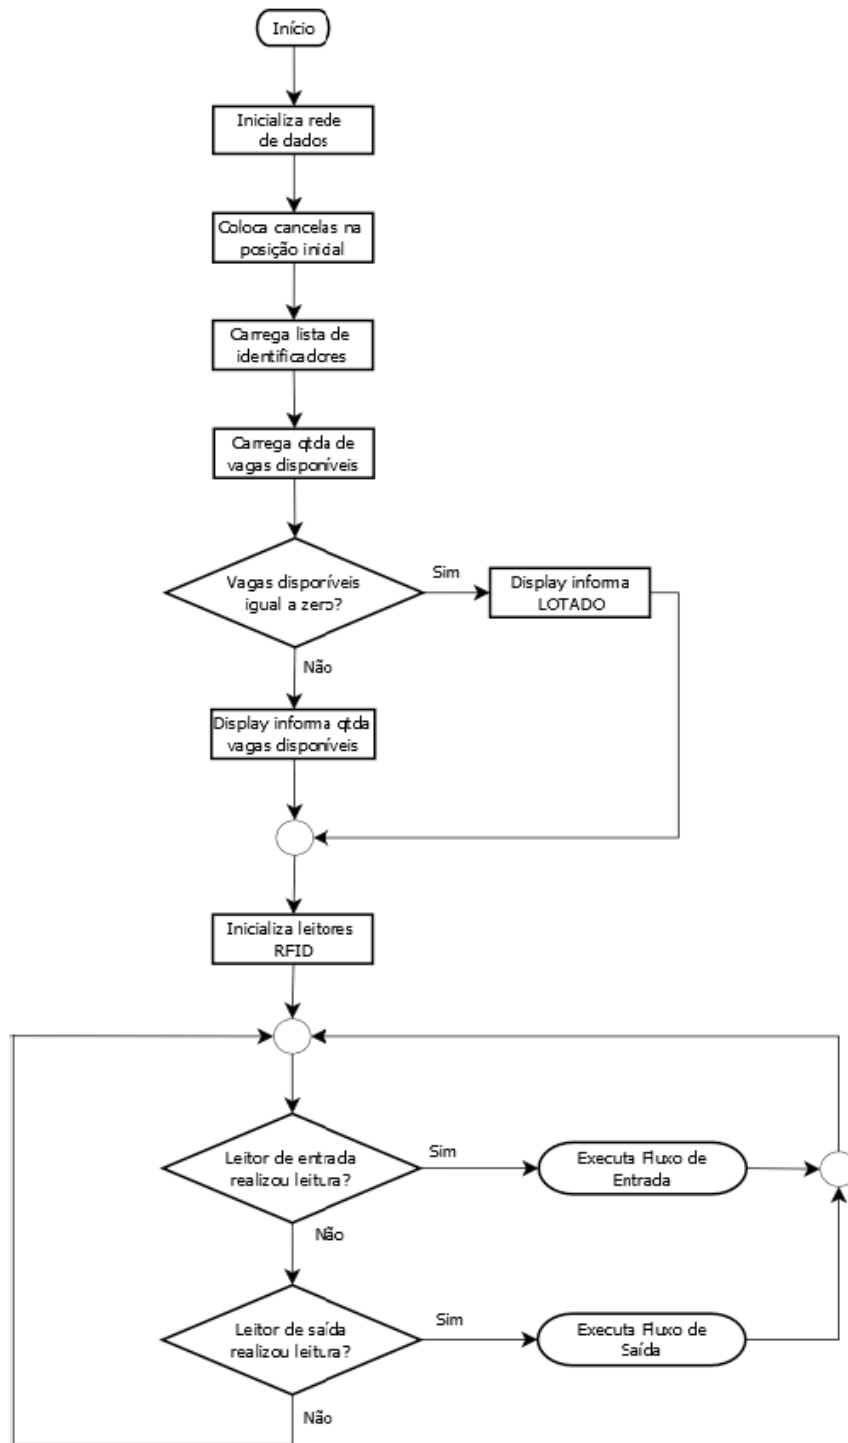 Início
Inicializa rede
de dados
Coloca cancelas na
posição inicial
Carrega lista de
identificadores
Carrega qtda de
vagas disponíveis
Vagas disponíveis
igual a zero?
Sim
Display informa
LOTADO
Não
Display informa qtda
vagas disponíveis
Inicializa leitores
RFID
Leitor de entrada
realizou leitura?
Sim
Executa Fluxo de
Entrada
Não
Leitor de saída
realizou leitura?
Sim
Executa Fluxo de
Saída
Não